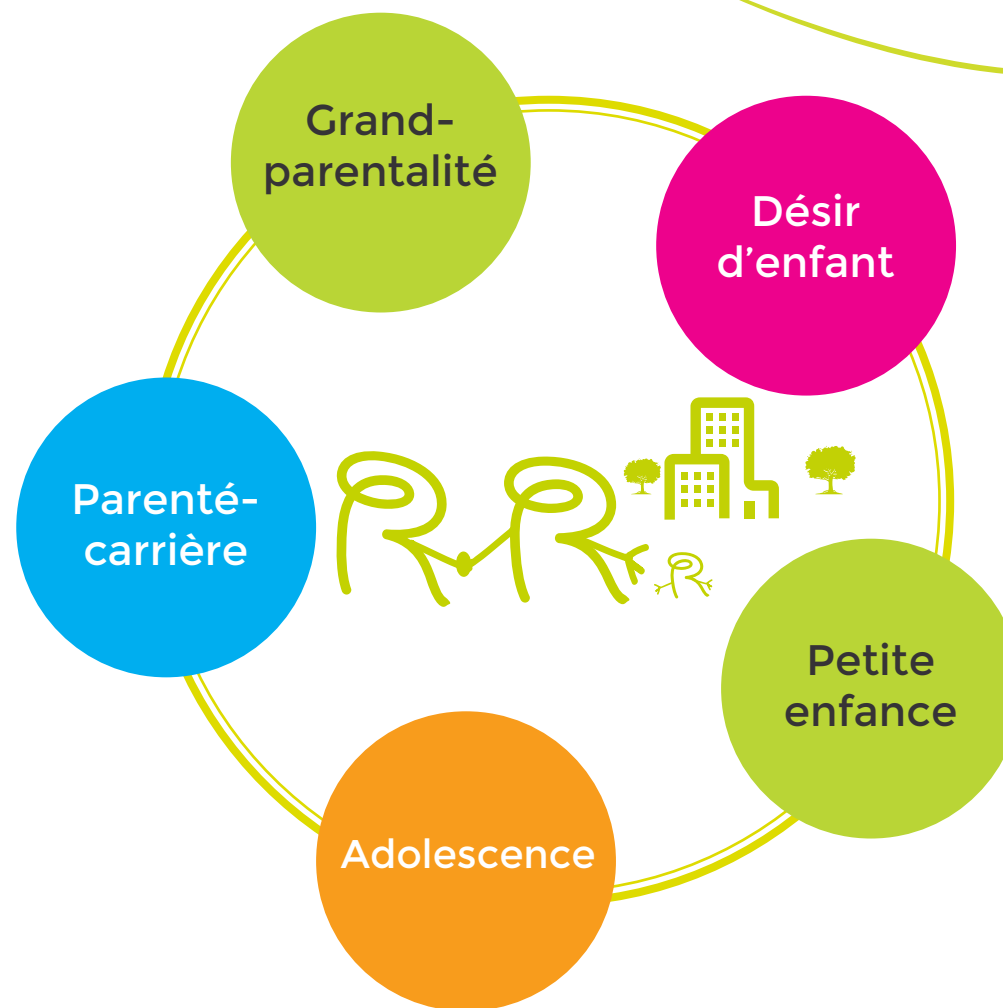 Grand-
parentalité
Désir
d’enfant
Parenté-
carrière
Petite
enfance
Adolescence